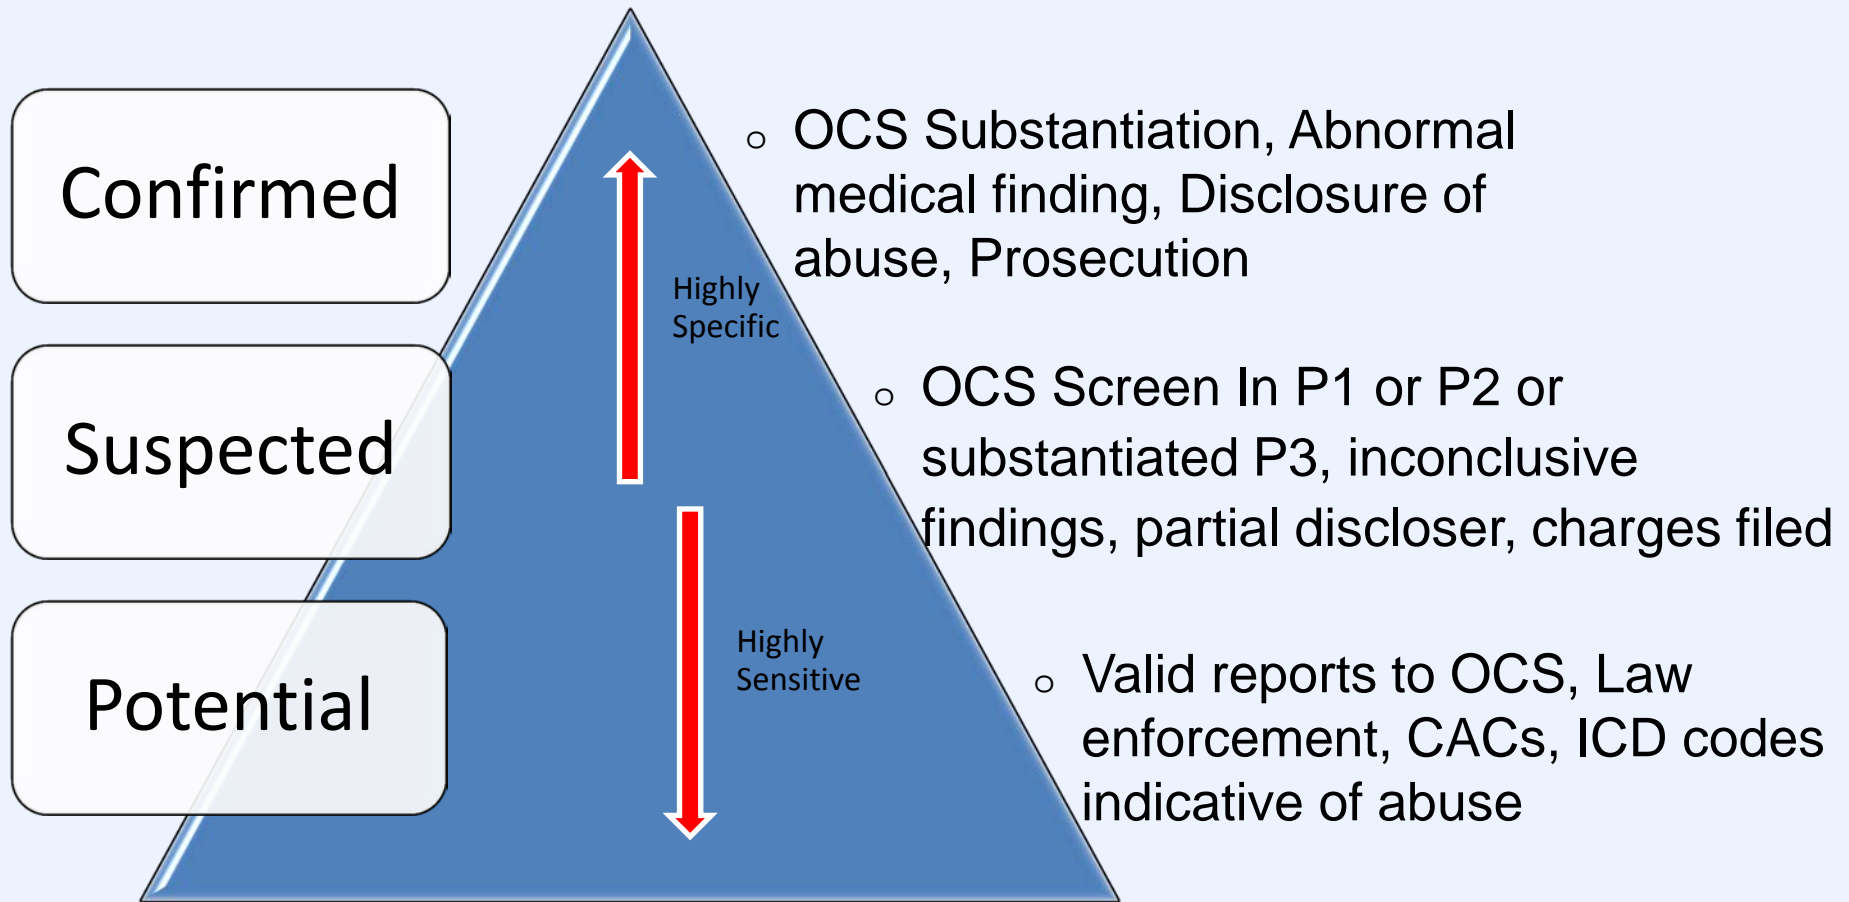 Confirmed
OCS Substantiation, Abnormal
medical finding, Disclosure of
abuse, Prosecution
Highly
Specific
Suspected
OCS Screen In P1 or P2 or
substantiated P3, inconclusive
findings, partial discloser, charges filed
Potential
Highly
Sensitive
Valid reports to OCS, Law
enforcement, CACs, ICD codes
indicative of abuse